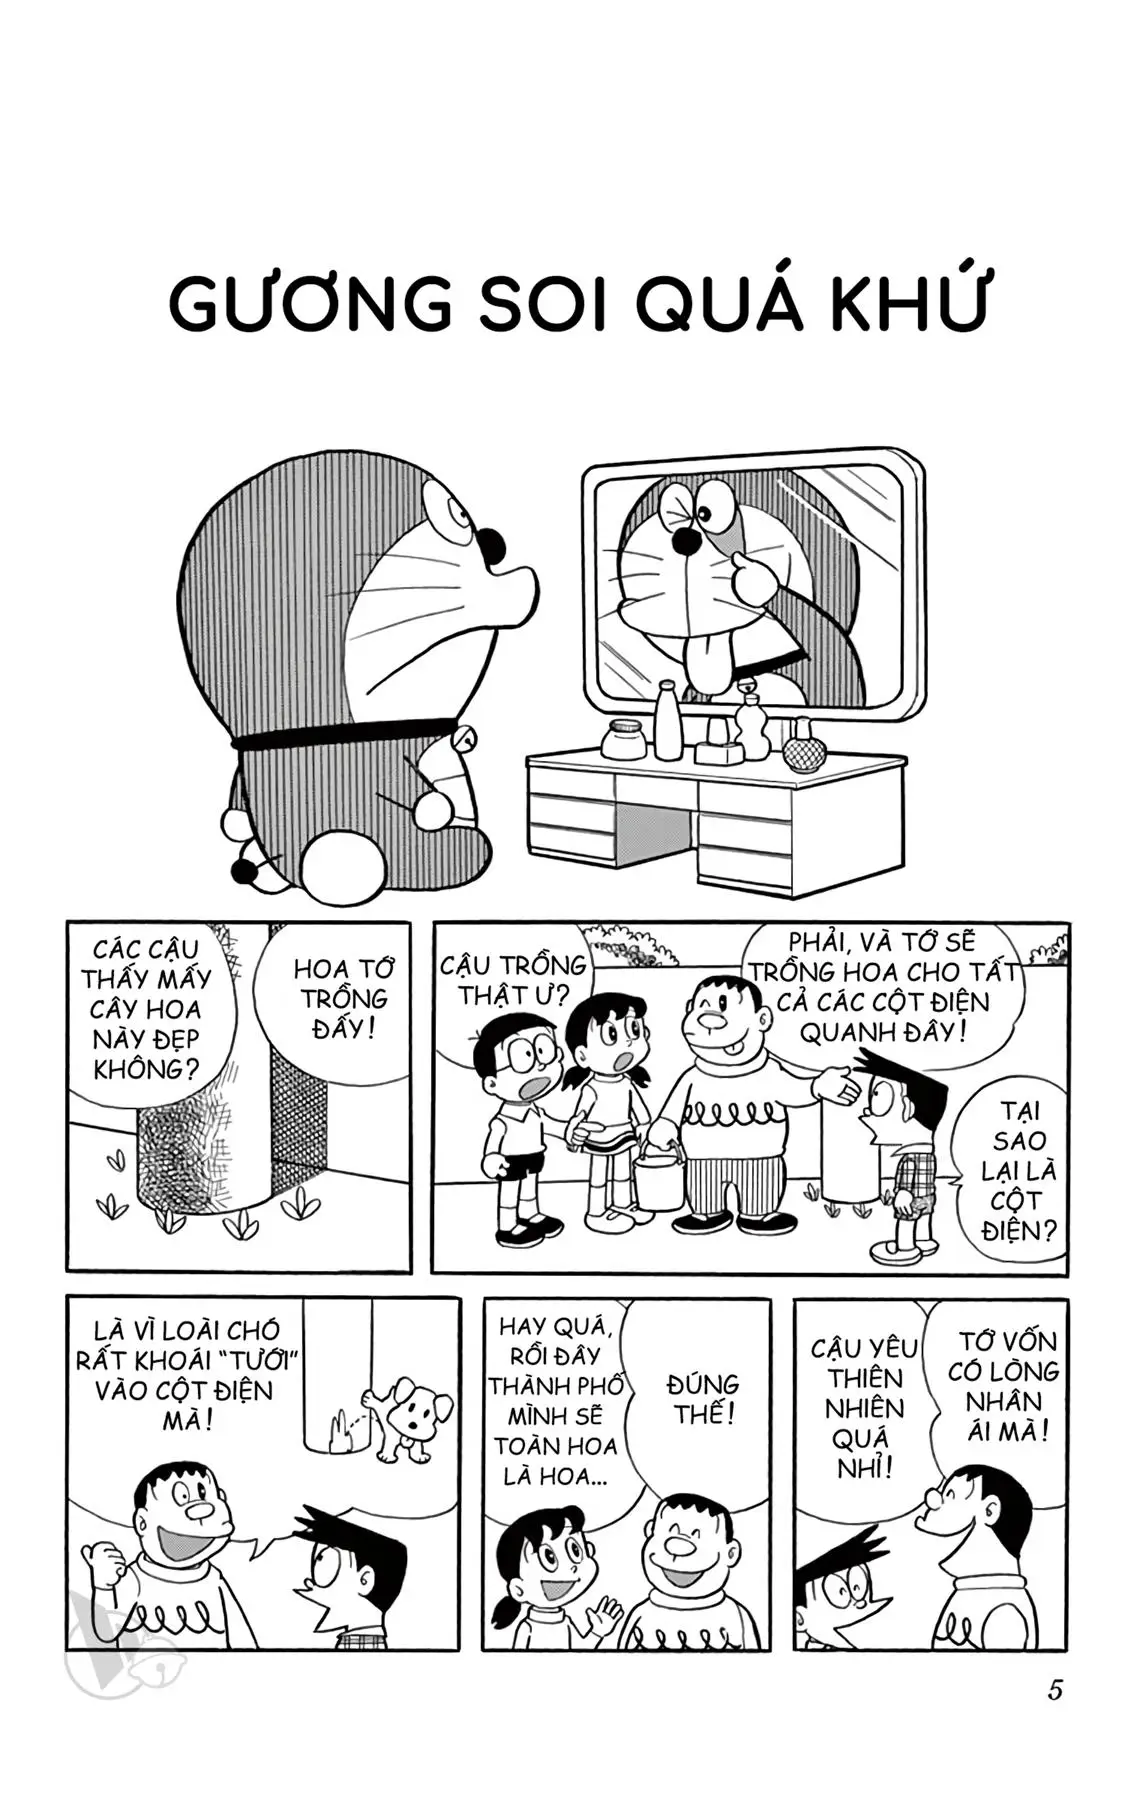 GƯƠNG SOI QUÁ KHỨ
CÁC CẬU
THẤY MẤY
CÂY HOA
NÀY ĐẸP
KHÔNG?
HOA TỚ
TRỒNG
ĐẤY!
CẬU TRỒNG
THẬT Ư?
PHẢI, VÀ TỚ SẼ
TRỒNG HOA CHO TẤT
CẢ CÁC CỘT ĐIỆN
QUANH ĐÂY!
TẠI
SAO
LẠI LÀ
CỘT
ĐIỆN?
LÀ VÌ LOÀI CHÓ
RẤT KHOÁI “TƯỚI”
VÀO CỘT ĐIỆN
MÀ!
HAY QUÁ,
RỒI ĐÂY
THÀNH PHỐ
MÌNH SẼ
TOÀN HOA
LÀ HOA...
ĐÚNG
THẾ!
CẬU YÊU
THIÊN
NHIÊN
QUÁ
NHỈ!
TỚ VỐN
CÓ LÒNG
NHÂN
ÁI MÀ!
5